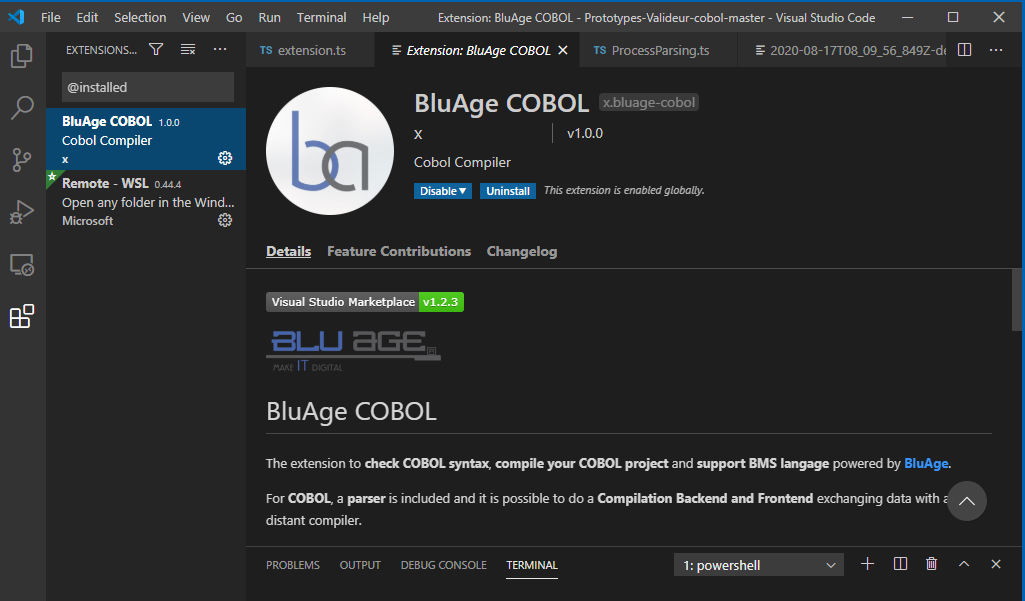 File Edit Selection View Go Run Terminal Help Extension: BluAge COBOL - Prototypes-Valideur-cobol-master - Visual Studio Code
EXTENSIONS... ...
TS extension.ts Extension: BluAge COBOL TS ProcessParsing.ts 2020-08-17T08_09_56_849Z-de ...
@installed
BluAge COBOL 1.0.0
Cobol Compiler
x
Remote - WSL 0.44.4
Open any folder in the Wind...
Microsoft
ba
BluAge COBOL x.bluage-cobol
x | v1.0.0
Cobol Compiler
Disable Uninstall This extension is enabled globally.
Details Feature Contributions Changelog
Visual Studio Marketplace v1.2.3
BLU AGE
MAKE IT DIGITAL
BluAge COBOL
The extension to check COBOL syntax, compile your COBOL project and support BMS langage powered by BluAge.
For COBOL, a parser is included and it is possible to do a Compilation Backend and Frontend exchanging data with a
distant compiler.
PROBLEMS OUTPUT DEBUG CONSOLE TERMINAL 1: powershell